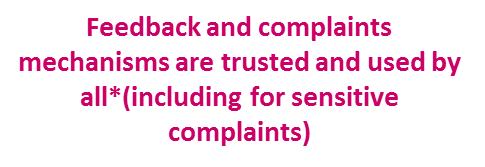 Feedback and complaints
mechanisms are trusted and used by
all*(including for sensitive
complaints)